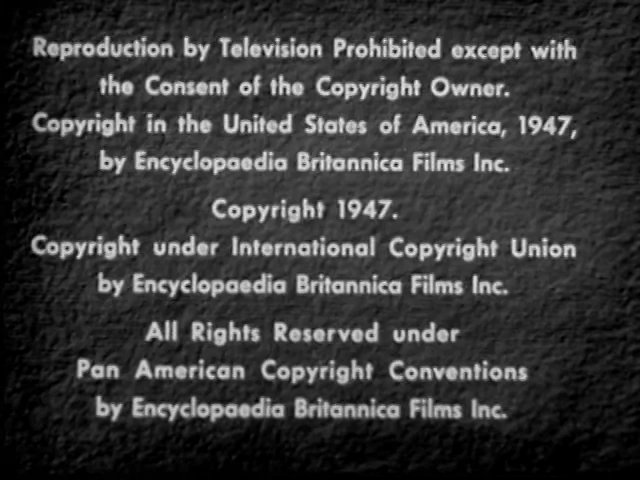 Reproduction by Television Prohibited except with
the Consent of the Copyright Owner.
Copyright in the United States of America, 1947,
by Encyclopaedia Britannica Films Inc.
Copyright 1947.
Copyright under International Copyright Union
by Encyclopaedia Britannica Films Inc.
All Rights Reserved under
Pan American Copyright Conventions
by Encyclopaedia Britannica Films Inc.